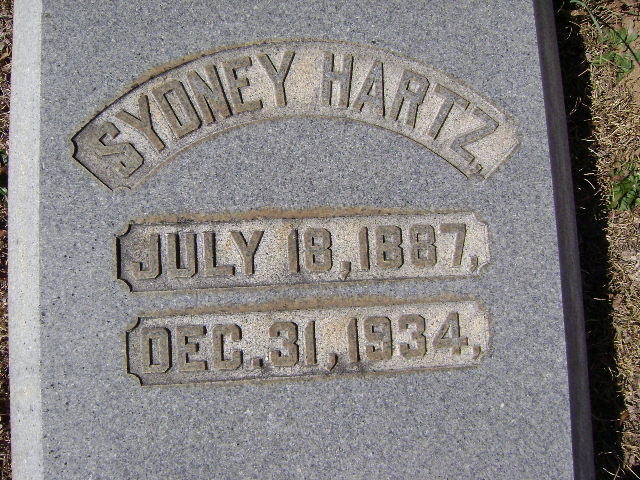 SYDNEY HARTZ,
JULY 18, 1887,
DEC. 31, 1934,